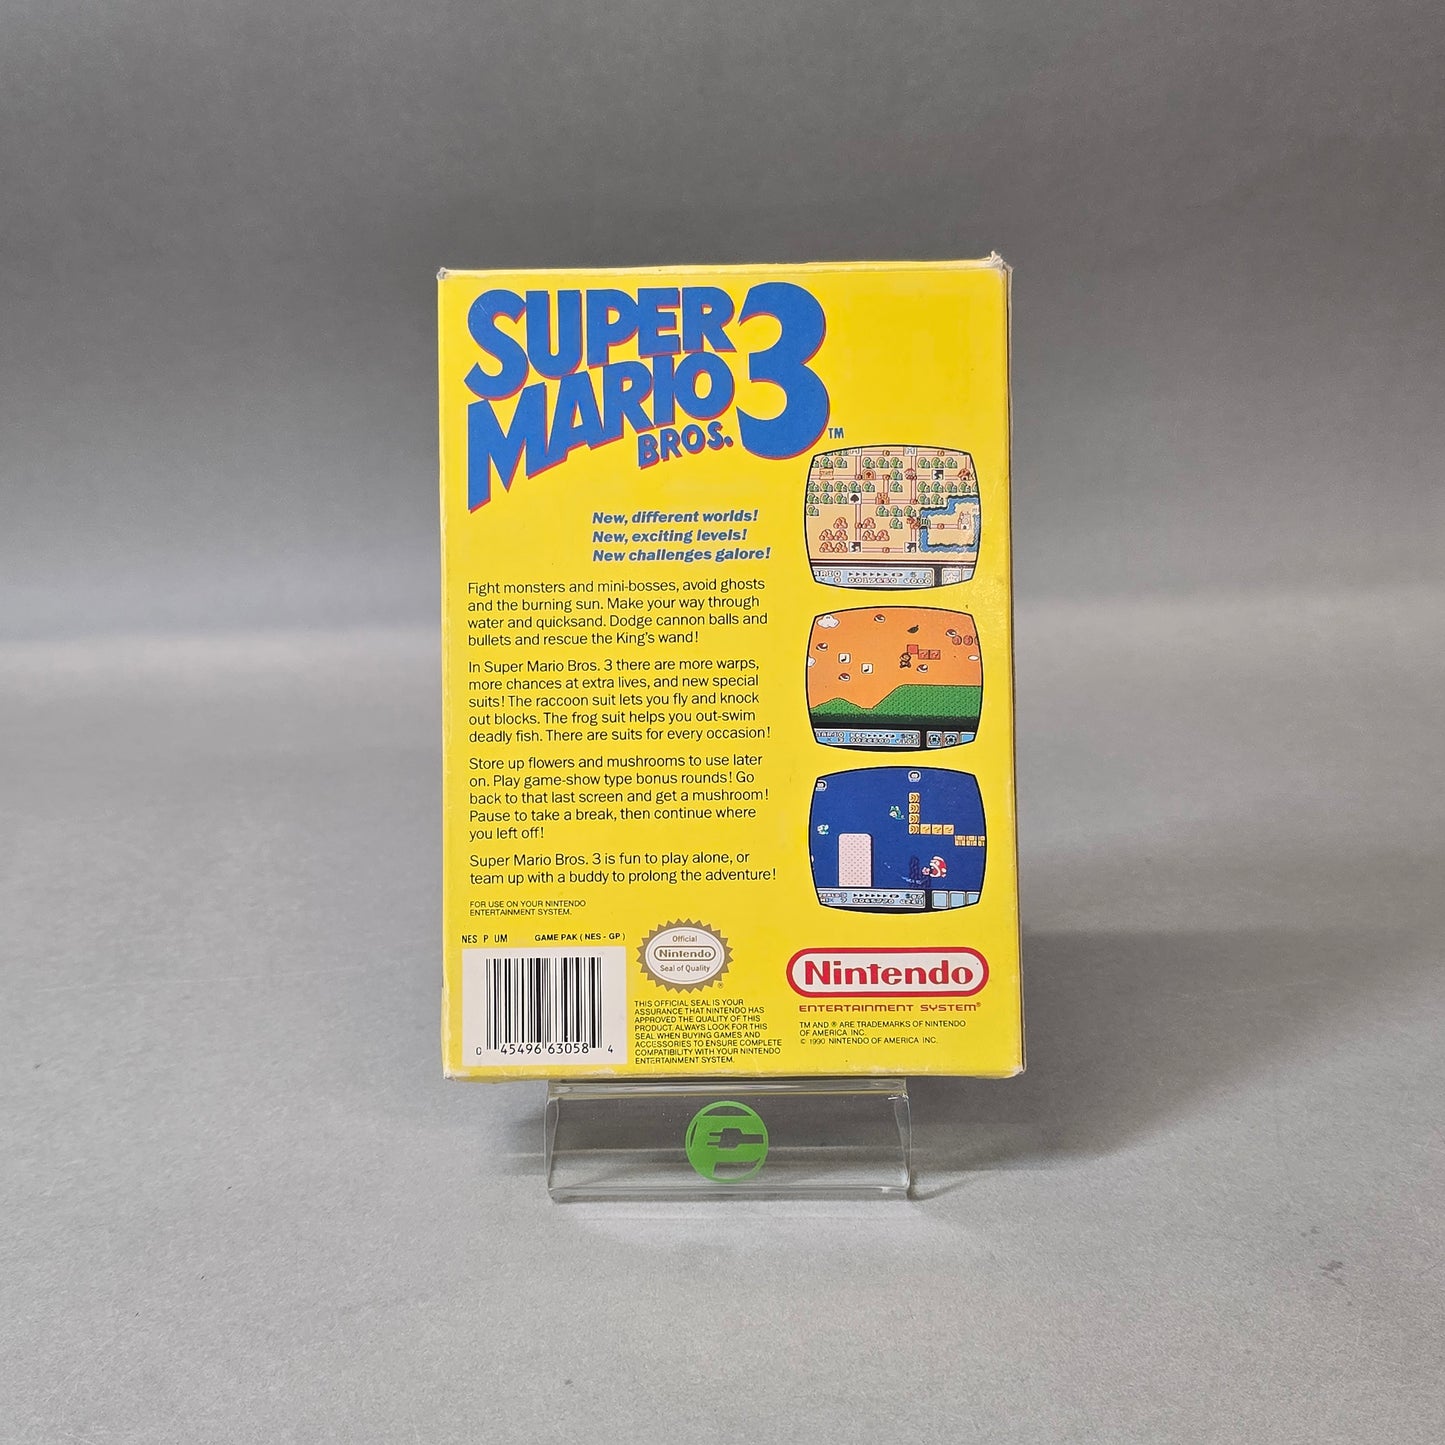 SUPER
MARIO
BROS. 3 TM
New, different worlds!
New, exciting levels!
New challenges galore!
Fight monsters and mini-bosses, avoid ghosts
and the burning sun. Make your way through
water and quicksand. Dodge cannon balls and
bullets and rescue the King's wand!
In Super Mario Bros. 3 there are more warps,
more chances at extra lives, and new special
suits! The raccoon suit lets you fly and knock
out blocks. The frog suit helps you out-swim
deadly fish. There are suits for every occasion!
Store up flowers and mushrooms to use later
on. Play game-show type bonus rounds! Go
back to that last screen and get a mushroom!
Pause to take a break, then continue where
you left off!
Super Mario Bros. 3 is fun to play alone, or
team up with a buddy to prolong the adventure!
FOR USE ON YOUR NINTENDO
ENTERTAINMENT SYSTEM.
NES P UM GAME PAK ( NES - GP )
0 45496 63058 4
Official
Nintendo
Seal of Quality
®
THIS OFFICIAL SEAL IS YOUR
ASSURANCE THAT NINTENDO HAS
APPROVED THE QUALITY OF THIS
PRODUCT. ALWAYS LOOK FOR THIS
SEAL WHEN BUYING GAMES AND
ACCESSORIES TO ENSURE COMPLETE
COMPATIBILITY WITH YOUR NINTENDO
ENTERTAINMENT SYSTEM.
Nintendo
ENTERTAINMENT SYSTEM®
TM AND ® ARE TRADEMARKS OF NINTENDO
OF AMERICA INC.
© 1990 NINTENDO OF AMERICA INC.